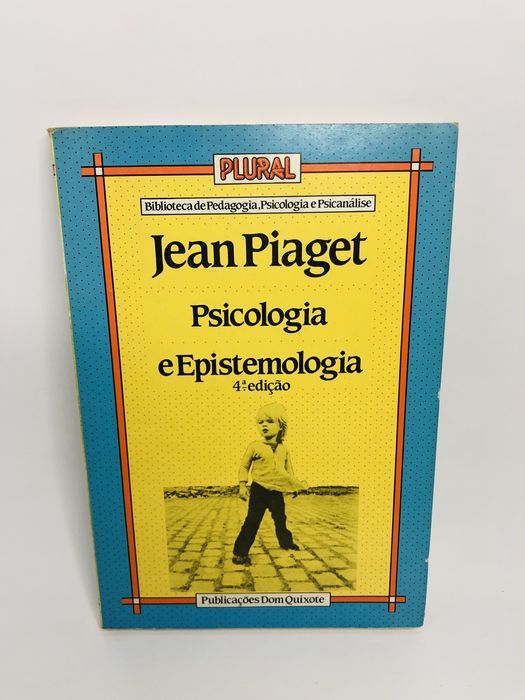 PLURAL
Biblioteca de Pedagogia, Psicologia e Psicanálise
Jean Piaget
Psicologia
e Epistemologia
4ª. edição
Publicações Dom Quixote